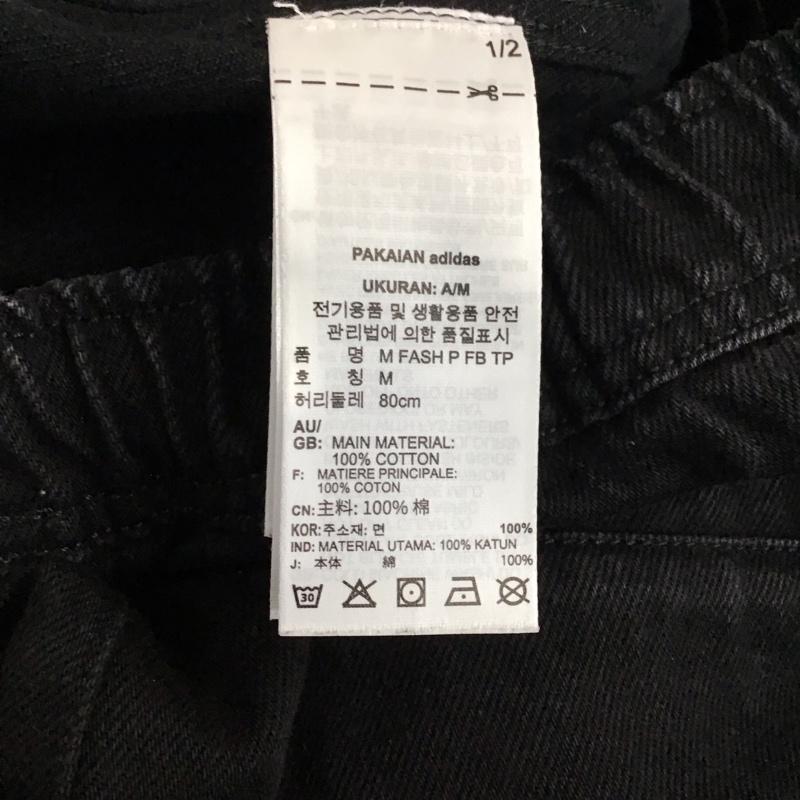 1/2
PAKAIAN adidas
UKURAN: A/M
전기용품 및 생활용품 안전
관리법에 의한 품질표시
품 명 M FASH P FB TP
호 칭 M
허리둘레 80cm
AU/
GB: MAIN MATERIAL:
100% COTTON
F: MATIERE PRINCIPALE:
100% COTON
CN: 主料: 100% 棉
KOR: 주소재: 면 100%
IND: MATERIAL UTAMA: 100% KATUN
J: 本体 綿 100%
30